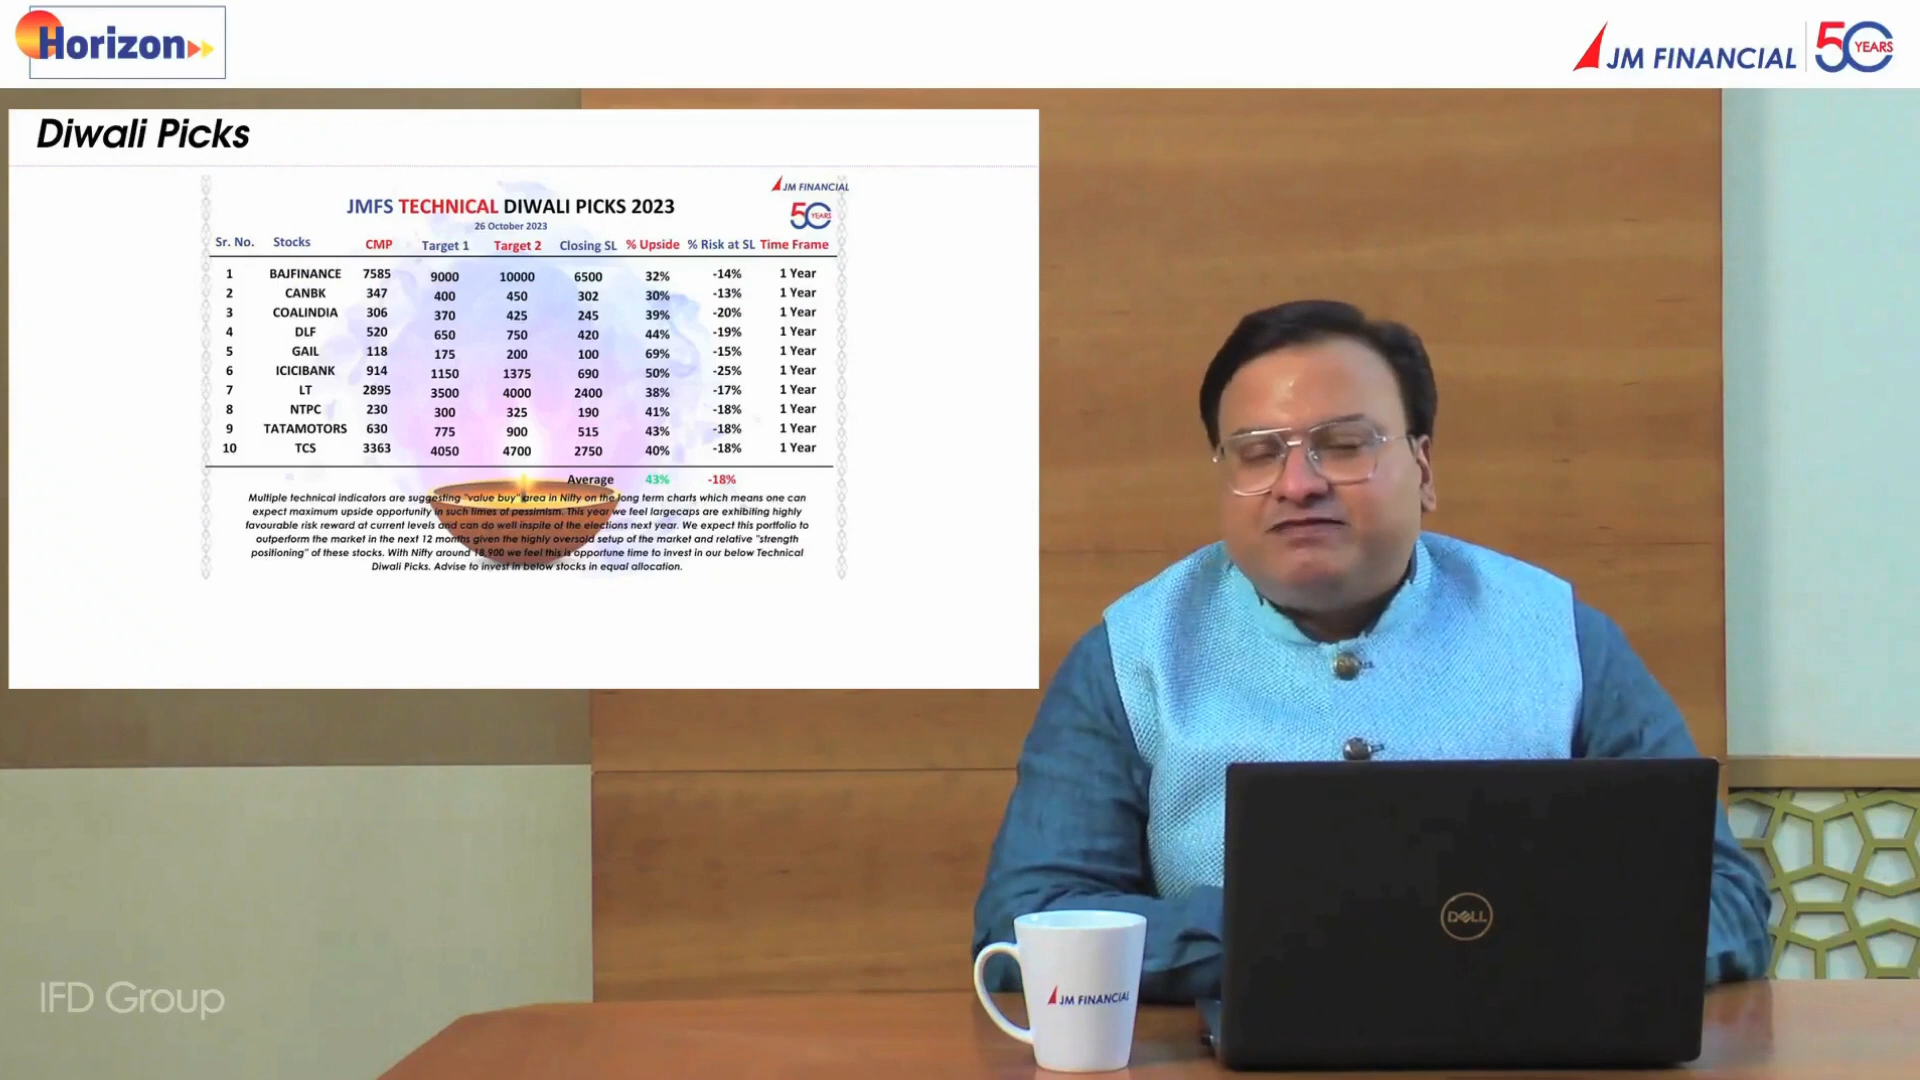 Horizon
JM FINANCIAL 50 YEARS
Diwali Picks
JM FINANCIAL
50 YEARS
JMFS TECHNICAL DIWALI PICKS 2023
26 October 2023
Sr. No. Stocks CMP Target 1 Target 2 Closing SL % Upside % Risk at SL Time Frame
1 BAJFINANCE 7585 9000 10000 6500 32% -14% 1 Year
2 CANBK 347 400 450 302 30% -13% 1 Year
3 COALINDIA 306 370 425 245 39% -20% 1 Year
4 DLF 520 650 750 420 44% -19% 1 Year
5 GAIL 118 175 200 100 69% -15% 1 Year
6 ICICIBANK 914 1150 1375 690 50% -25% 1 Year
7 LT 2895 3500 4000 2400 38% -17% 1 Year
8 NTPC 230 300 325 190 41% -18% 1 Year
9 TATAMOTORS 630 775 900 515 43% -18% 1 Year
10 TCS 3363 4050 4700 2750 40% -18% 1 Year
Average 43% -18%
Multiple technical indicators are suggesting "value buy" area in Nifty on the long term charts which means one can
expect maximum upside opportunity in such times of pessimism. This year we feel largecaps are exhibiting highly
favourable risk reward at current levels and can do well inspite of the elections next year. We expect this portfolio to
outperform the market in the next 12 months given the highly oversold setup of the market and relative "strength
positioning" of these stocks. With Nifty around 18,900 we feel this is opportune time to invest in our below Technical
Diwali Picks. Advise to invest in below stocks in equal allocation.
DELL
JM FINANCIAL
IFD Group